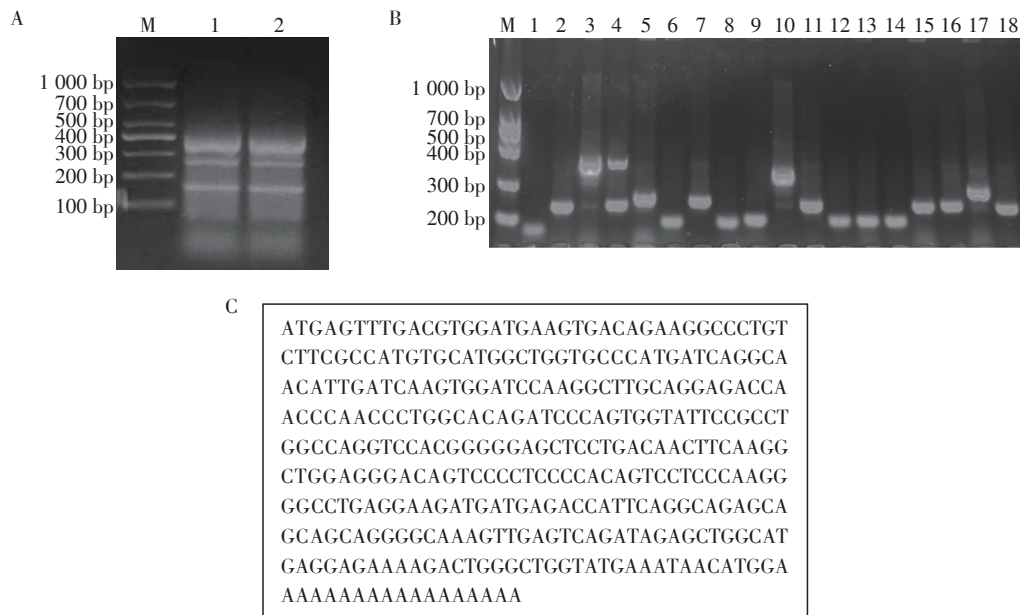 A
M 1 2
1 000 bp
700 bp
500 bp
400 bp
300 bp
200 bp
100 bp
B
M 1 2 3 4 5 6 7 8 9 10 11 12 13 14 15 16 17 18
1 000 bp
700 bp
500 bp
400 bp
300 bp
200 bp
C
ATGAGTTTGACGTGGATGAAGTGACAGAAGGCCCTGT
CTTCGCCATGTGCATGGCTGGTGCCCATGATCAGGCA
ACATTGATCAAGTGGATCCAAGGCTTGCAGGAGACCA
ACCCAACCCTGGCACAGATCCCAGTGGTATTCCGCCT
GGCCAGGTCCACGGGGGAGCTCCTGACAACTTCAAGG
CTGGAGGGACAGTCCCCTCCCCACAGTCCTCCCAAGG
GGCCTGAGGAAGATGATGAGACCATTCAGGCAGAGCA
GCAGCAGGGGCAAAGTTGAGTCAGATAGAGCTGGCAT
GAGGAGAAAAGACTGGGCTGGTATGAAATAACATGGA
AAAAAAAAAAAAAAAAA